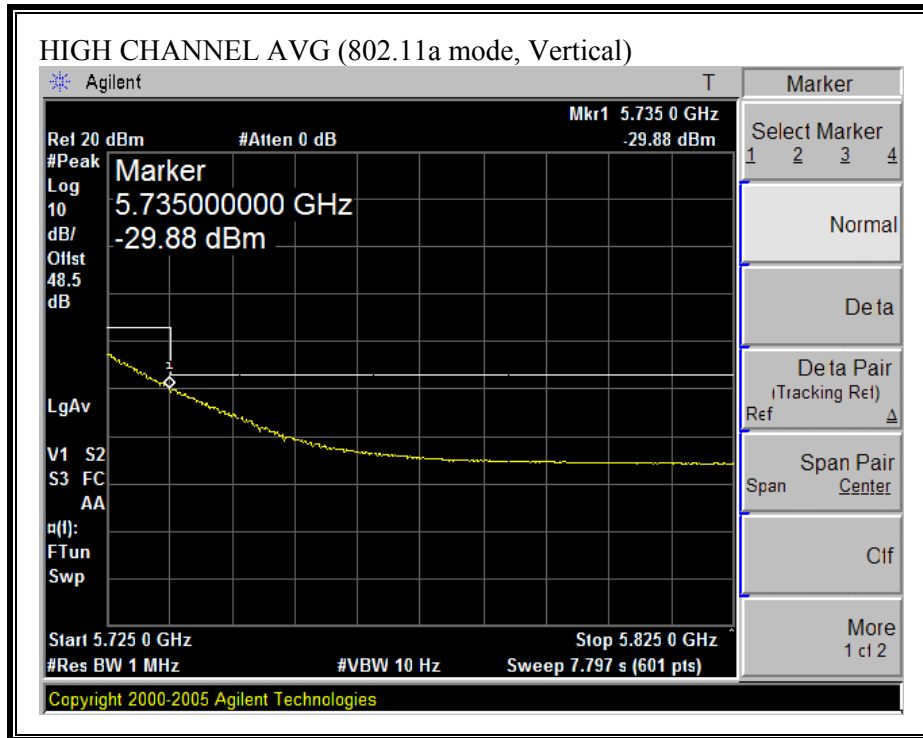 HIGH CHANNEL AVG (802.11a mode, Vertical)
Agilent T
Mkr1 5.735 0 GHz
Ref 20 dBm #Atten 0 dB -29.88 dBm
#Peak
Log
10
dB/
Offst
48.5
dB
Marker
5.735000000 GHz
-29.88 dBm
1
LgAv
V1 S2
S3 FC
AA
¤(f):
FTun
Swp
Start 5.725 0 GHz Stop 5.825 0 GHz
#Res BW 1 MHz #VBW 10 Hz Sweep 7.797 s (601 pts)
Copyright 2000-2005 Agilent Technologies
Marker
Select Marker
1 2 3 4
Normal
Delta
Delta Pair
(Tracking Ref)
Ref Δ
Span Pair
Span Center
Off
More
1 of 2